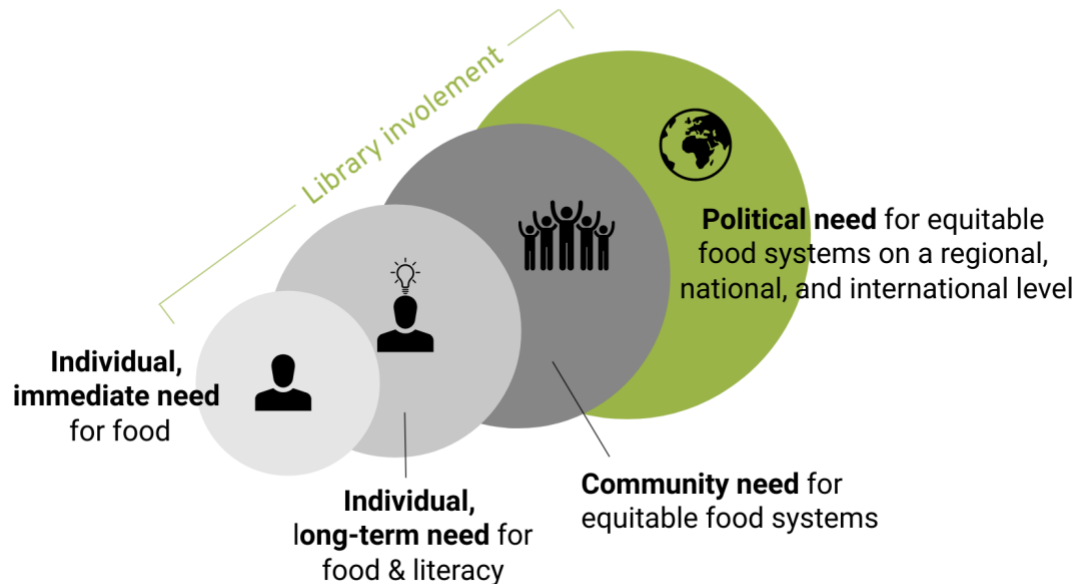 Library involement
Political need for equitable
food systems on a regional,
national, and international level
Individual,
immediate need
for food
Individual,
long-term need for
food & literacy
Community need for
equitable food systems